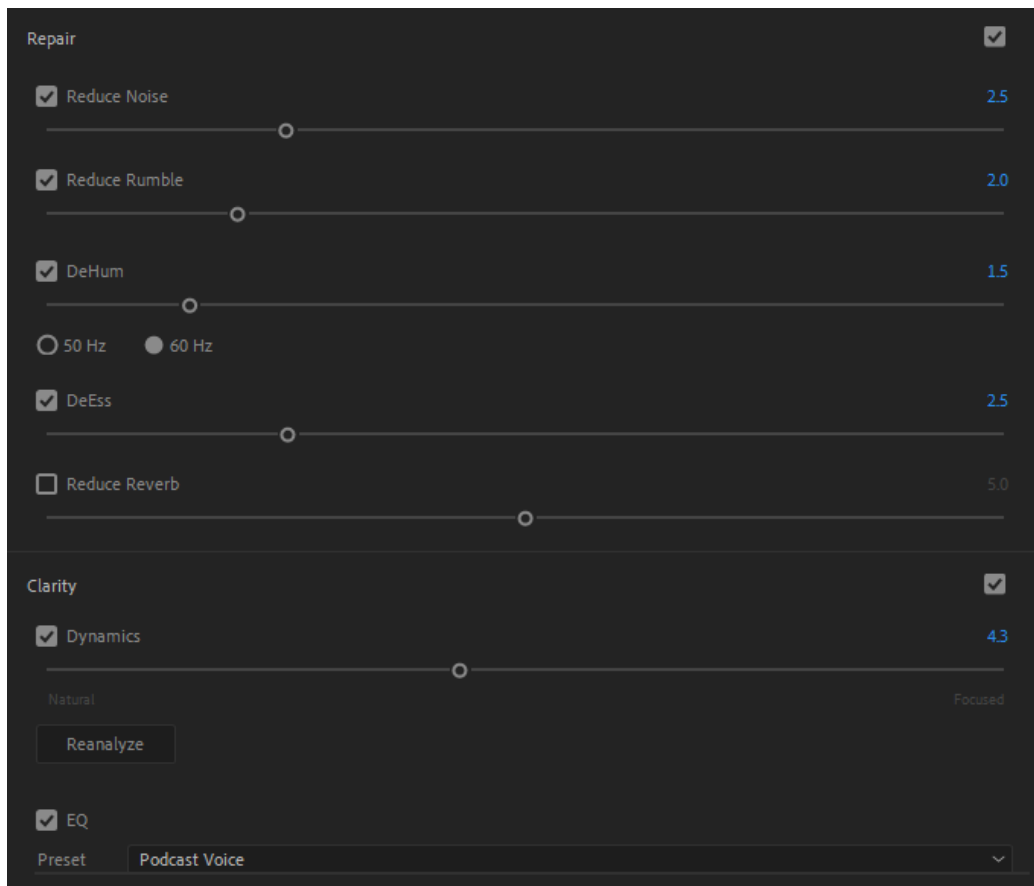 Repair
Reduce Noise 2.5
Reduce Rumble 2.0
DeHum 1.5
50 Hz 60 Hz
DeEss 2.5
Reduce Reverb 5.0
Clarity
Dynamics 4.3
Natural Focused
Reanalyze
EQ
Preset Podcast Voice